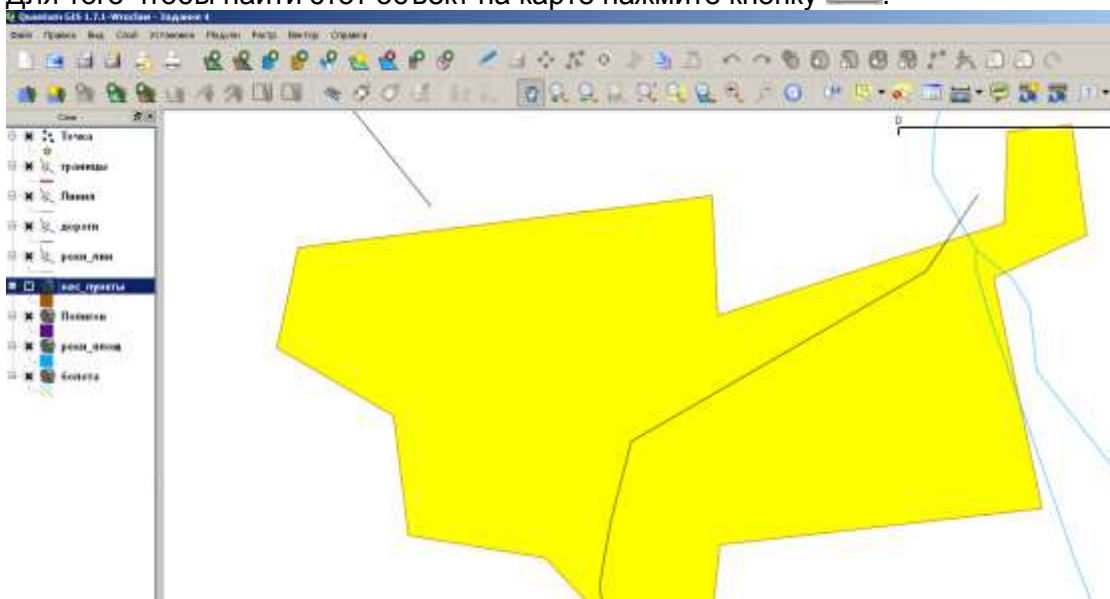 Для того чтобы найти этот объект на карте нажмите кнопку .
Quantum GIS 1.7.1-Wroclaw - Задание 4
Файл Правка Вид Слой Установки Модули Растр Вектор Справка
Слои
Точка
границы
Линия
дороги
реки_лин
нас_пункты
Полигон
реки_площ
болота
0